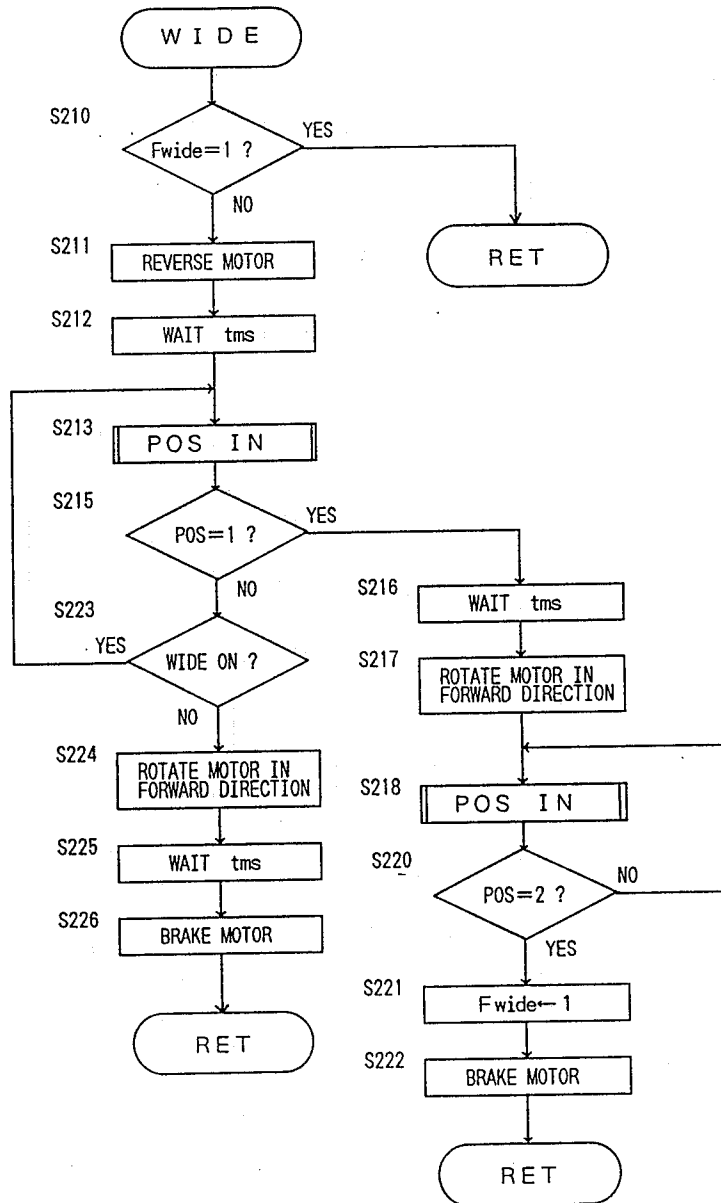 WIDE
S210
Fwide=1 ?
YES
NO
RET
S211
REVERSE MOTOR
S212
WAIT tms
S213
POS IN
S215
POS=1 ?
YES
NO
S223
YES
WIDE ON ?
NO
S224
ROTATE MOTOR IN
FORWARD DIRECTION
S225
WAIT tms
S226
BRAKE MOTOR
RET
S216
WAIT tms
S217
ROTATE MOTOR IN
FORWARD DIRECTION
S218
POS IN
S220
POS=2 ?
NO
YES
S221
Fwide←1
S222
BRAKE MOTOR
RET